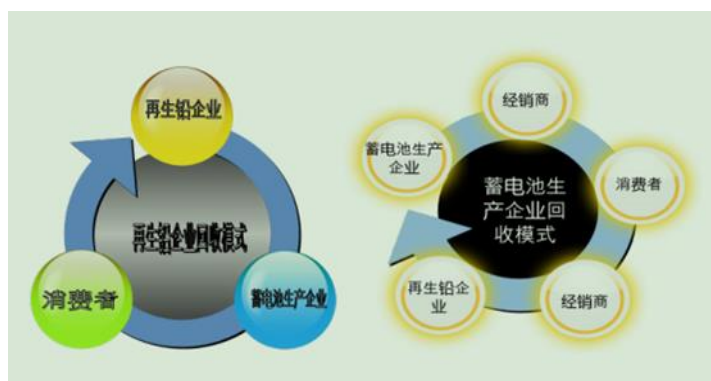 再生铅企业
再生铅企业回收模式
消费者
蓄电池生产企业
经销商
蓄电池生产
企业
消费者
蓄电池生
产企业回
收模式
再生铅企
业
经销商